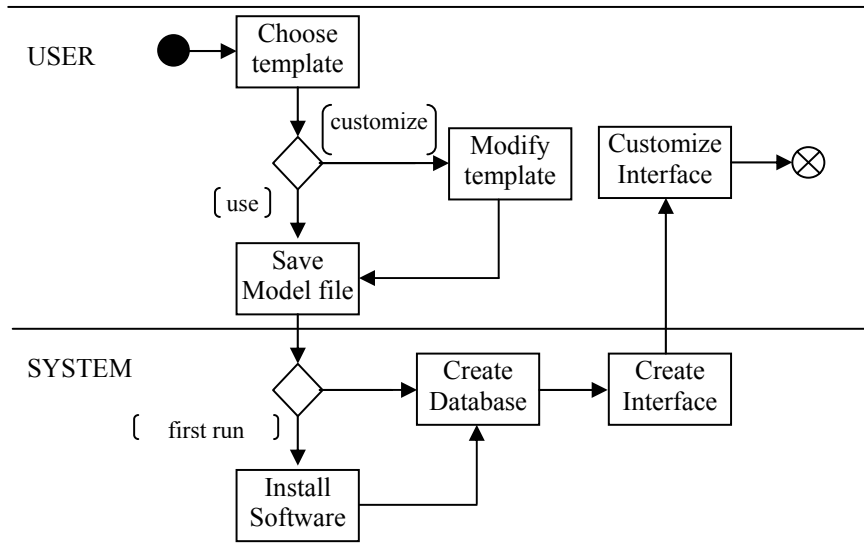 USER
Choose
template
[customize]
Modify
template
Customize
Interface
[use]
Save
Model file
SYSTEM
Create
Database
Create
Interface
[ first run ]
Install
Software